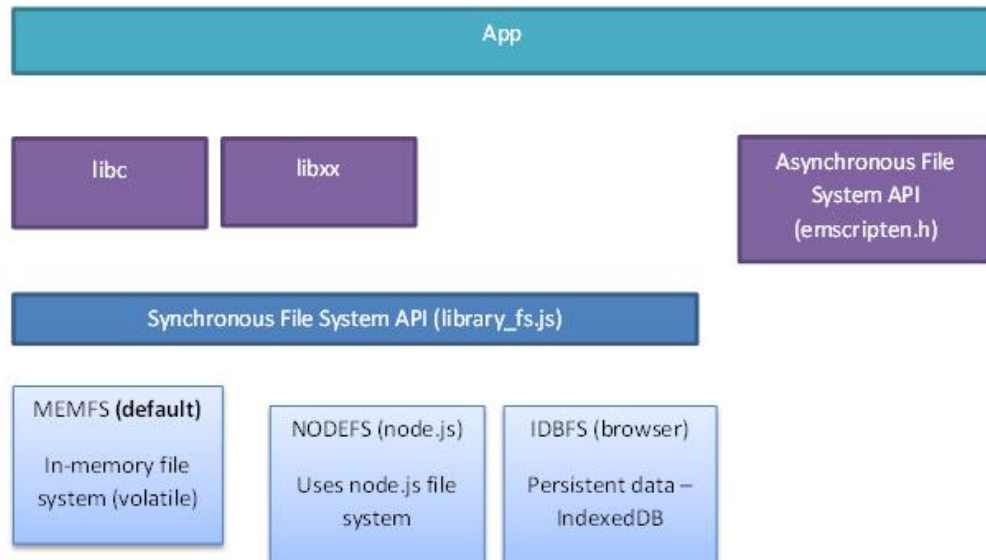 App
libc
libxx
Asynchronous File
System API
(emscripten.h)
Synchronous File System API (library_fs.js)
MEMFS (default)
In-memory file
system (volatile)
NODEFS (node.js)
Uses node.js file
system
IDBFS (browser)
Persistent data –
IndexedDB